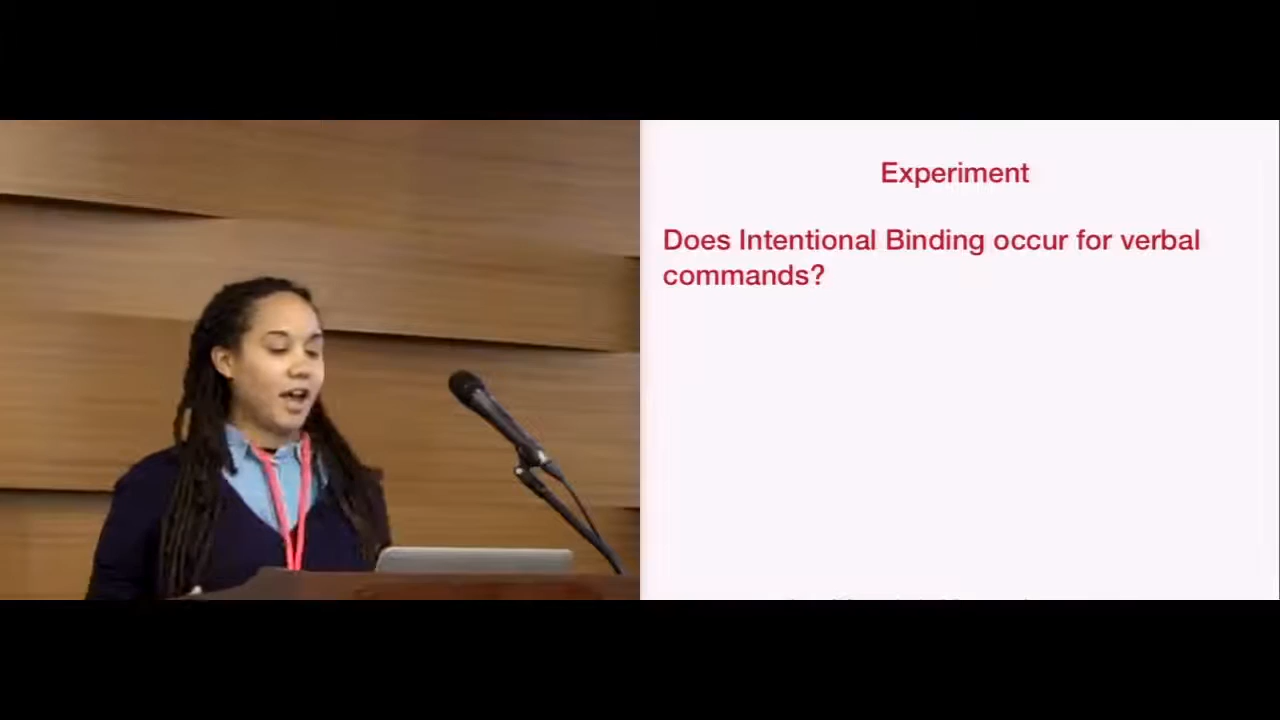 Experiment
Does Intentional Binding occur for verbal
commands?